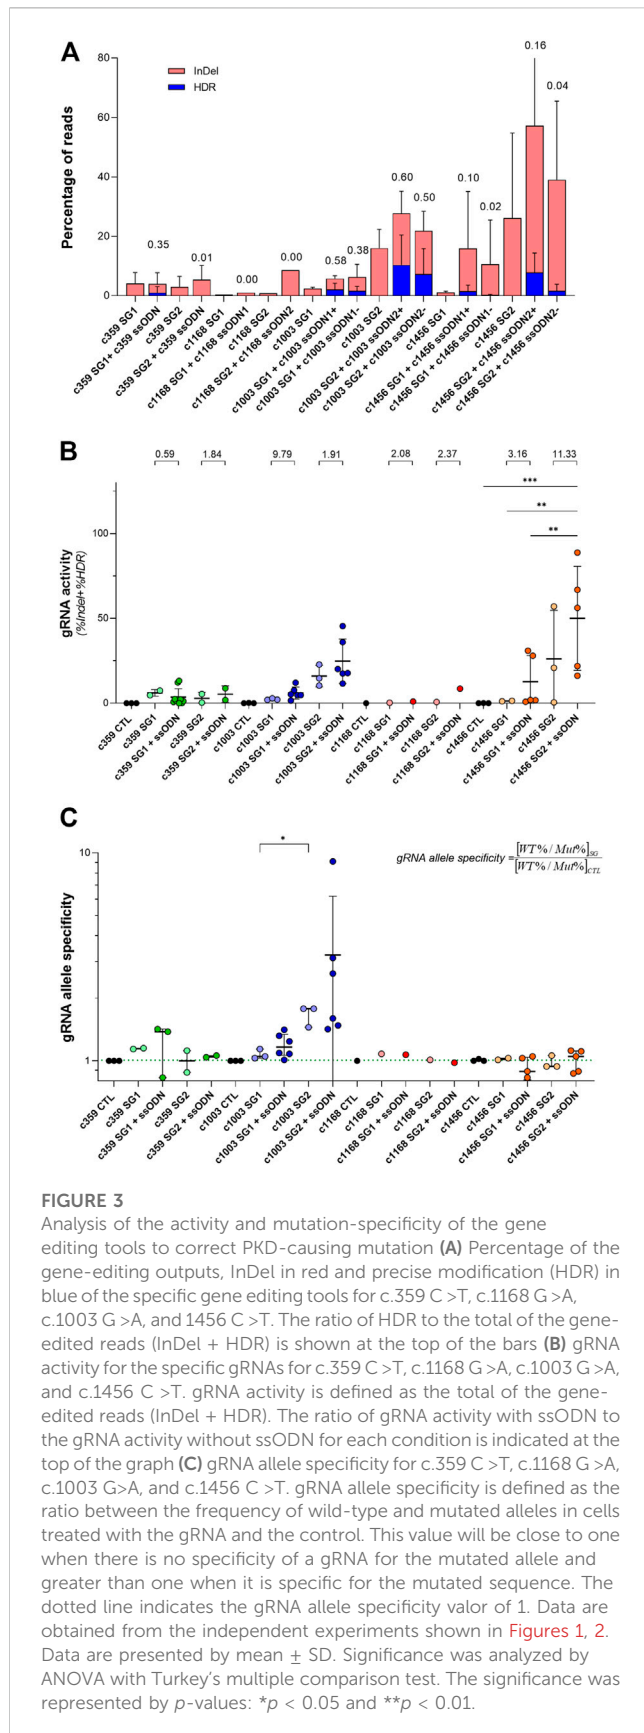 A
InDel
HDR
Percentage of reads
80
60
40
20
0
0.35
0.01
0.00
0.00
0.58
0.38
0.60
0.50
0.10
0.02
0.16
0.04
c359 SG1
c359 SG1+ c359 ssODN
c359 SG2
c359 SG2 + c359 ssODN
c1168 SG1
c1168 SG1 + c1168 ssODN1
c1168 SG2
c1168 SG2 + c1168 ssODN2
c1003 SG1
c1003 SG1 + c1003 ssODN1+
c1003 SG1 + c1003 ssODN1-
c1003 SG2
c1003 SG2 + c1003 ssODN2+
c1003 SG2 + c1003 ssODN2-
c1456 SG1
c1456 SG1 + c1456 ssODN1+
c1456 SG1 + c1456 ssODN1-
c1456 SG2
c1456 SG2 + c1456 ssODN2+
c1456 SG2 + c1456 ssODN2-
B
0.59
1.84
9.79
1.91
2.08
2.37
3.16
11.33
***
**
**
gRNA activity
(%Indel+%HDR)
100
50
0
c359 CTL
c359 SG1
c359 SG1 + ssODN
c359 SG2
c359 SG2 + ssODN
c1003 CTL
c1003 SG1
c1003 SG1 + ssODN
c1003 SG2
c1003 SG2 + ssODN
c1168 CTL
c1168 SG1
c1168 SG1 + ssODN
c1168 SG2
c1168 SG2 + ssODN
c1456 CTL
c1456 SG1
c1456 SG1 + ssODN
c1456 SG2
c1456 SG2 + ssODN
C
*
gRNA allele specificity = [WT% / Mut%]SG
[WT% / Mut%]CTL
gRNA allele specificity
10
1
c359 CTL
c359 SG1
c359 SG1 + ssODN
c359 SG2
c359 SG2 + ssODN
c1003 CTL
c1003 SG1
c1003 SG1 + ssODN
c1003 SG2
c1003 SG2 + ssODN
c1168 CTL
c1168 SG1
c1168 SG1 + ssODN
c1168 SG2
c1168 SG2 + ssODN
c1456 CTL
c1456 SG1
c1456 SG1 + ssODN
c1456 SG2
c1456 SG2 + ssODN
FIGURE 3
Analysis of the activity and mutation-specificity of the gene
editing tools to correct PKD-causing mutation (A) Percentage of the
gene-editing outputs, InDel in red and precise modification (HDR) in
blue of the specific gene editing tools for c.359 C >T, c.1168 G >A,
c.1003 G >A, and 1456 C >T. The ratio of HDR to the total of the gene-
edited reads (InDel + HDR) is shown at the top of the bars (B) gRNA
activity for the specific gRNAs for c.359 C >T, c.1168 G >A, c.1003 G >A,
and c.1456 C >T. gRNA activity is defined as the total of the gene-
edited reads (InDel + HDR). The ratio of gRNA activity with ssODN to
the gRNA activity without ssODN for each condition is indicated at the
top of the graph (C) gRNA allele specificity for c.359 C >T, c.1168 G >A,
c.1003 G>A, and c.1456 C >T. gRNA allele specificity is defined as the
ratio between the frequency of wild-type and mutated alleles in cells
treated with the gRNA and the control. This value will be close to one
when there is no specificity of a gRNA for the mutated allele and
greater than one when it is specific for the mutated sequence. The
dotted line indicates the gRNA allele specificity valor of 1. Data are
obtained from the independent experiments shown in Figures 1, 2.
Data are presented by mean ± SD. Significance was analyzed by
ANOVA with Turkey's multiple comparison test. The significance was
represented by p-values: *p < 0.05 and **p < 0.01.